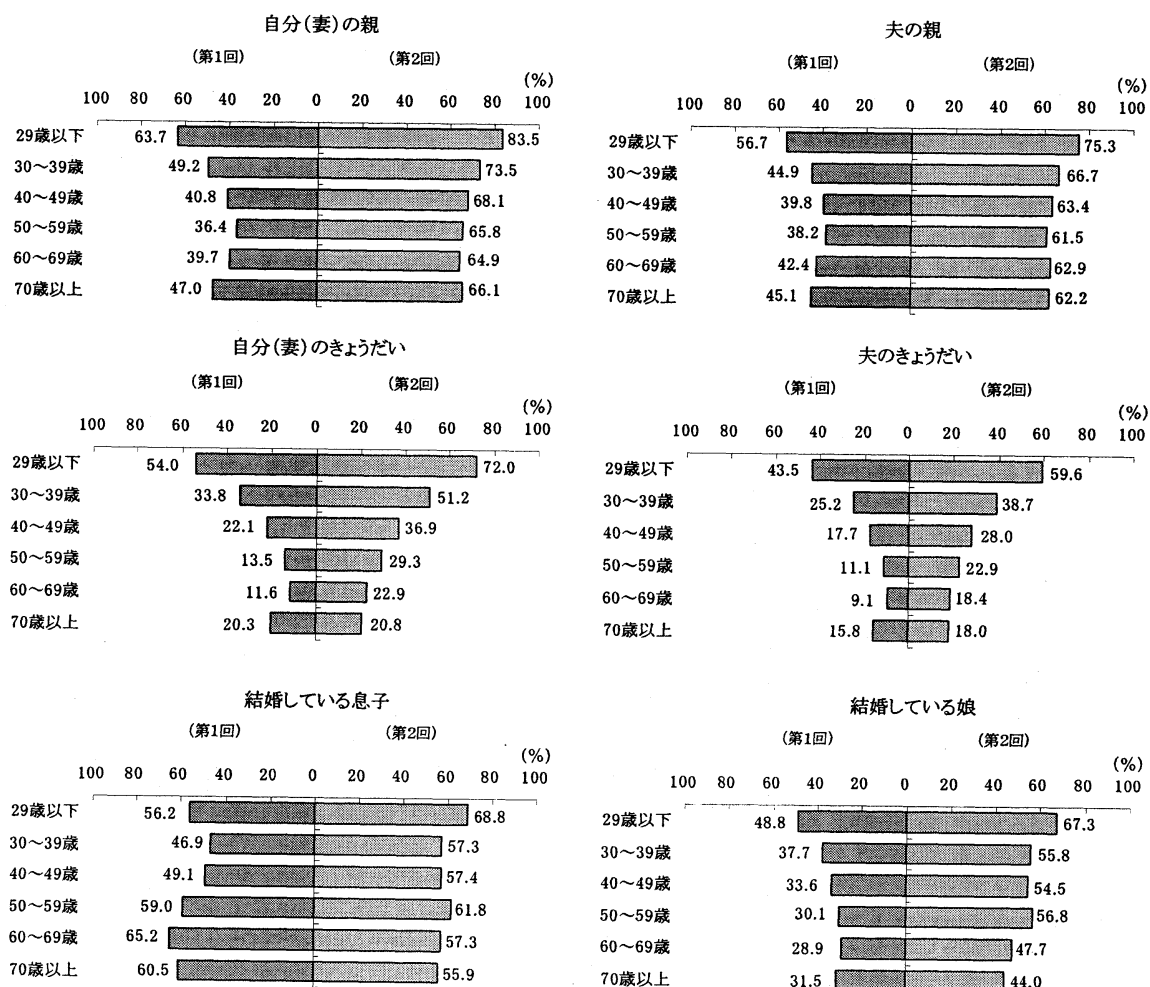 自分(妻)の親
(第1回) (第2回)
(%)
100 80 60 40 20 0 20 40 60 80 100
29歳以下 63.7 83.5
30～39歳 49.2 73.5
40～49歳 40.8 68.1
50～59歳 36.4 65.8
60～69歳 39.7 64.9
70歳以上 47.0 66.1
夫の親
(第1回) (第2回)
(%)
100 80 60 40 20 0 20 40 60 80 100
29歳以下 56.7 75.3
30～39歳 44.9 66.7
40～49歳 39.8 63.4
50～59歳 38.2 61.5
60～69歳 42.4 62.9
70歳以上 45.1 62.2
自分(妻)のきょうだい
(第1回) (第2回)
(%)
100 80 60 40 20 0 20 40 60 80 100
29歳以下 54.0 72.0
30～39歳 33.8 51.2
40～49歳 22.1 36.9
50～59歳 13.5 29.3
60～69歳 11.6 22.9
70歳以上 20.3 20.8
夫のきょうだい
(第1回) (第2回)
(%)
100 80 60 40 20 0 20 40 60 80 100
29歳以下 43.5 59.6
30～39歳 25.2 38.7
40～49歳 17.7 28.0
50～59歳 11.1 22.9
60～69歳 9.1 18.4
70歳以上 15.8 18.0
結婚している息子
(第1回) (第2回)
(%)
100 80 60 40 20 0 20 40 60 80 100
29歳以下 56.2 68.8
30～39歳 46.9 57.3
40～49歳 49.1 57.4
50～59歳 59.0 61.8
60～69歳 65.2 57.3
70歳以上 60.5 55.9
結婚している娘
(第1回) (第2回)
(%)
100 80 60 40 20 0 20 40 60 80 100
29歳以下 48.8 67.3
30～39歳 37.7 55.8
40～49歳 33.6 54.5
50～59歳 30.1 56.8
60～69歳 28.9 47.7
70歳以上 31.5 44.0